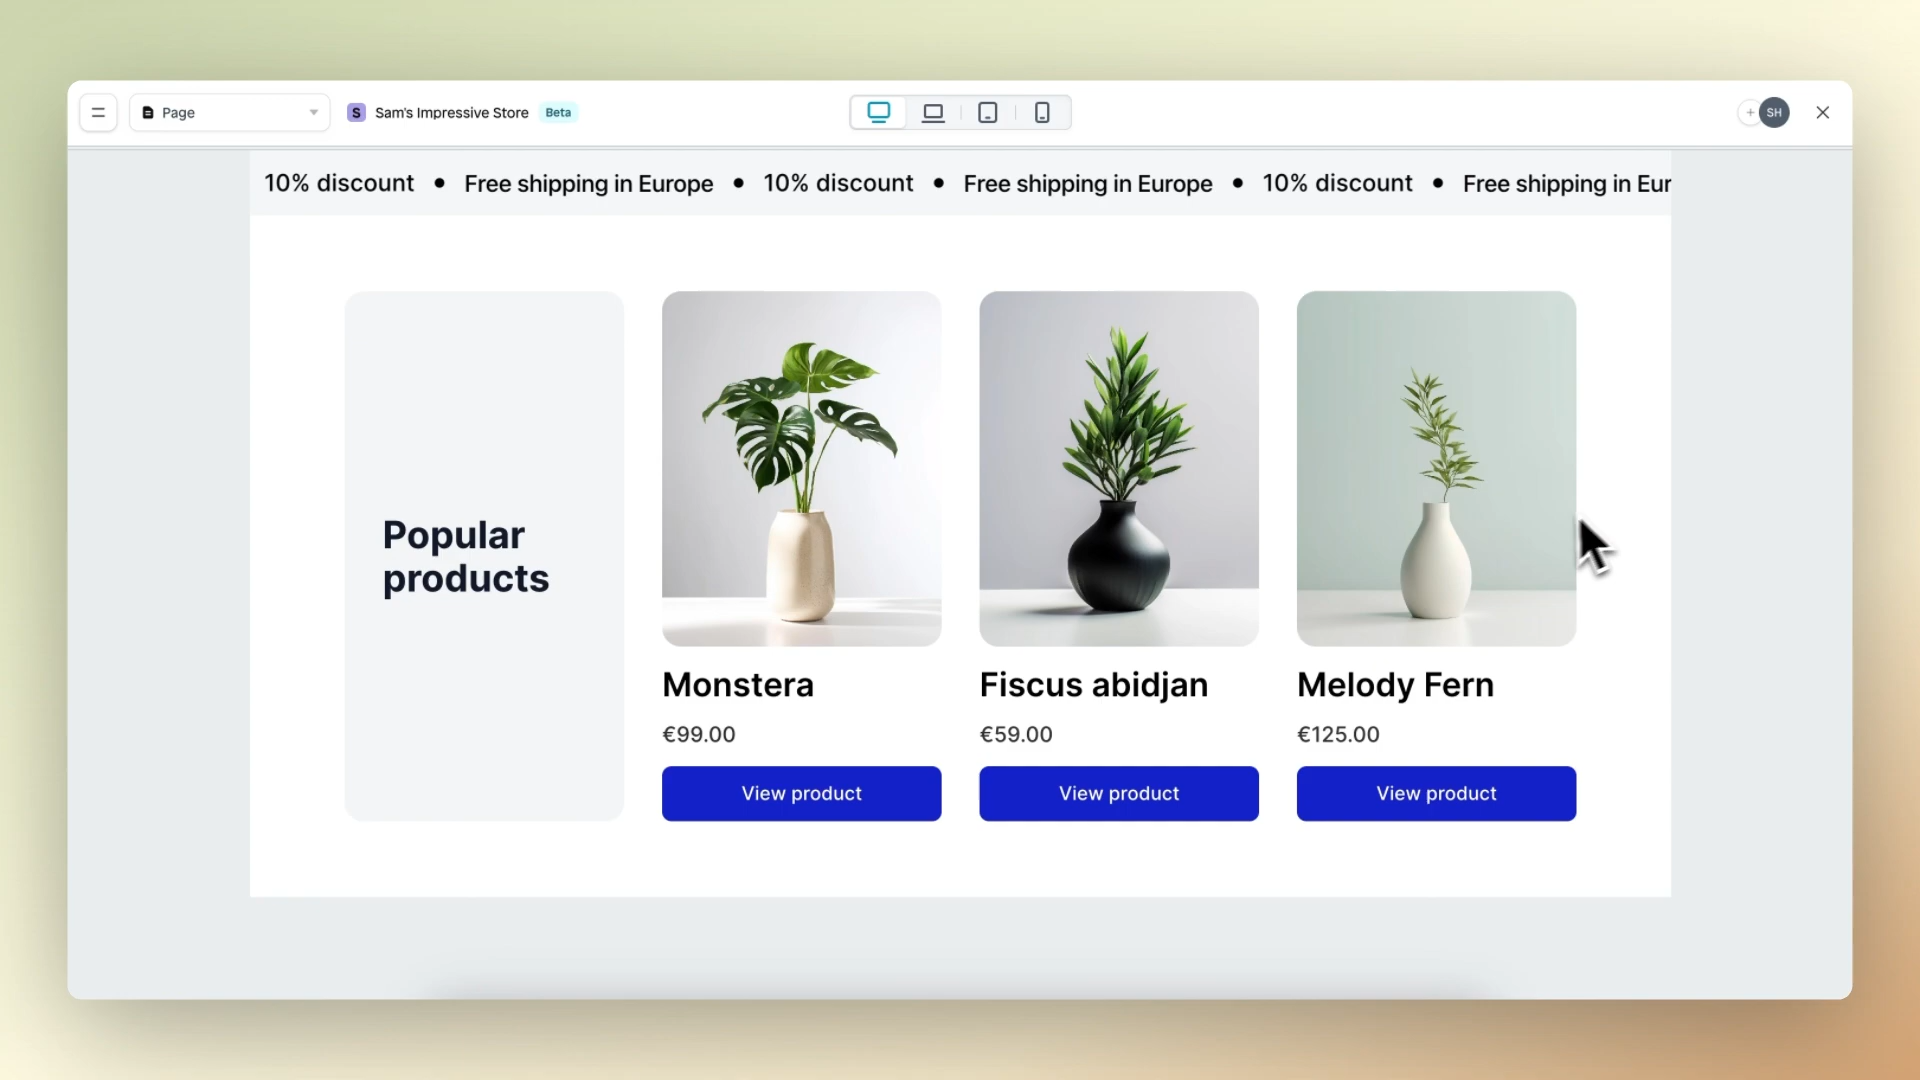 Page
S Sam's Impressive Store Beta
+ SH
10% discount • Free shipping in Europe • 10% discount • Free shipping in Europe • 10% discount • Free shipping in Eur
Popular
products
Monstera
€99.00
View product
Fiscus abidjan
€59.00
View product
Melody Fern
€125.00
View product